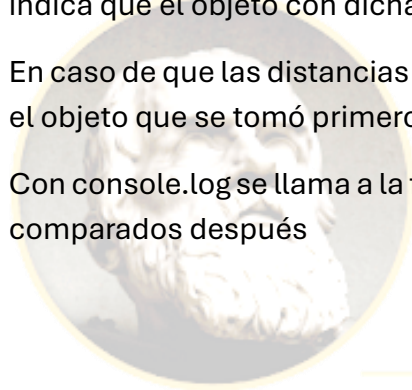 indica que el objeto con dicha
En caso de que las distancias
el objeto que se tomó primero
Con console.log se llama a la
comparados después